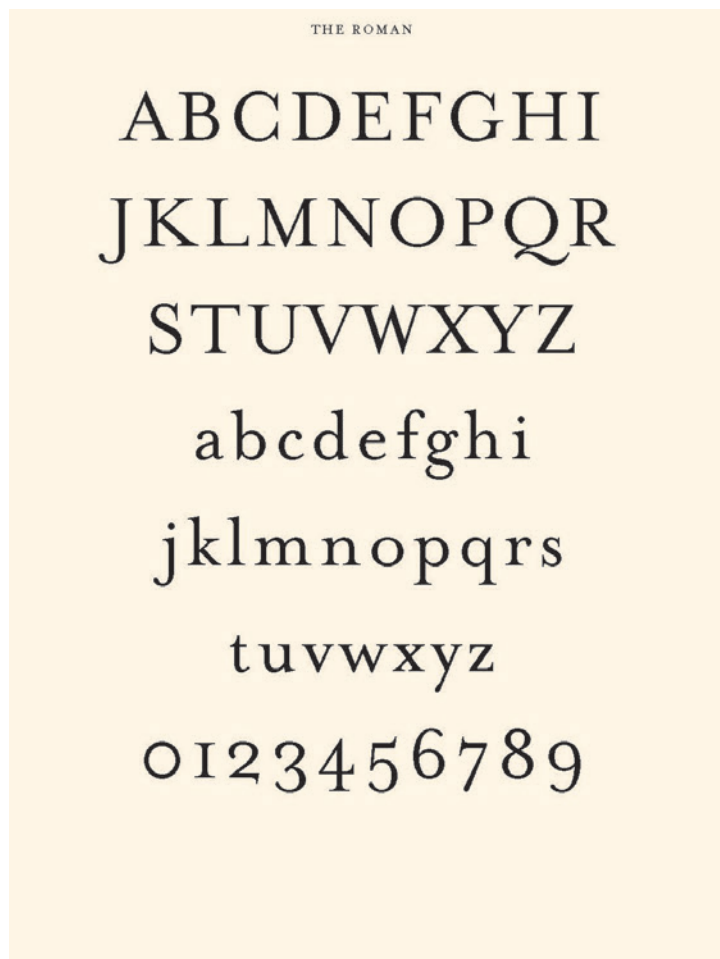 THE ROMAN
ABCDEFGHI
JKLMNOPQR
STUVWXYZ
abcdefghi
jklmnopqrs
tuvwxyz
0123456789